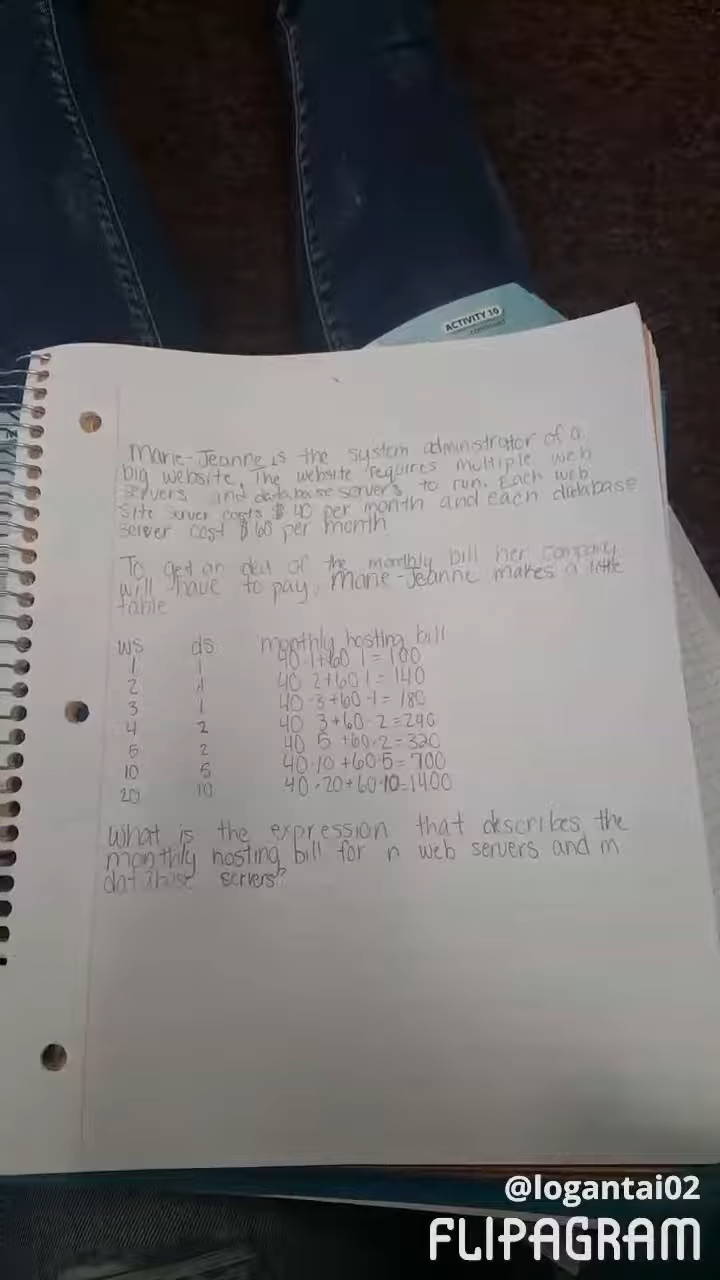 ACTIVITY 10
continued
Marie-Jeanne is the system administrator of a
big website. The website requires multiple web
servers and database servers to run. Each web
site server costs $40 per month and each database
server cost $60 per month
To get an of the monthly bill her company
will have to pay, Marie-Jeanne makes a little
table
ws ds monthly hosting bill
1 1 40·1+60·1=100
2 1 40·2+60·1=140
3 1 40·3+60·1=180
4 2 40·3+60·2=240
5 2 40·5+60·2=320
10 5 40·10+60·5=700
20 10 40·20+60·10=1400
What is the expression that describes the
monthly hosting bill for n web servers and m
database servers?
@logantai02
FLIPAGRAM